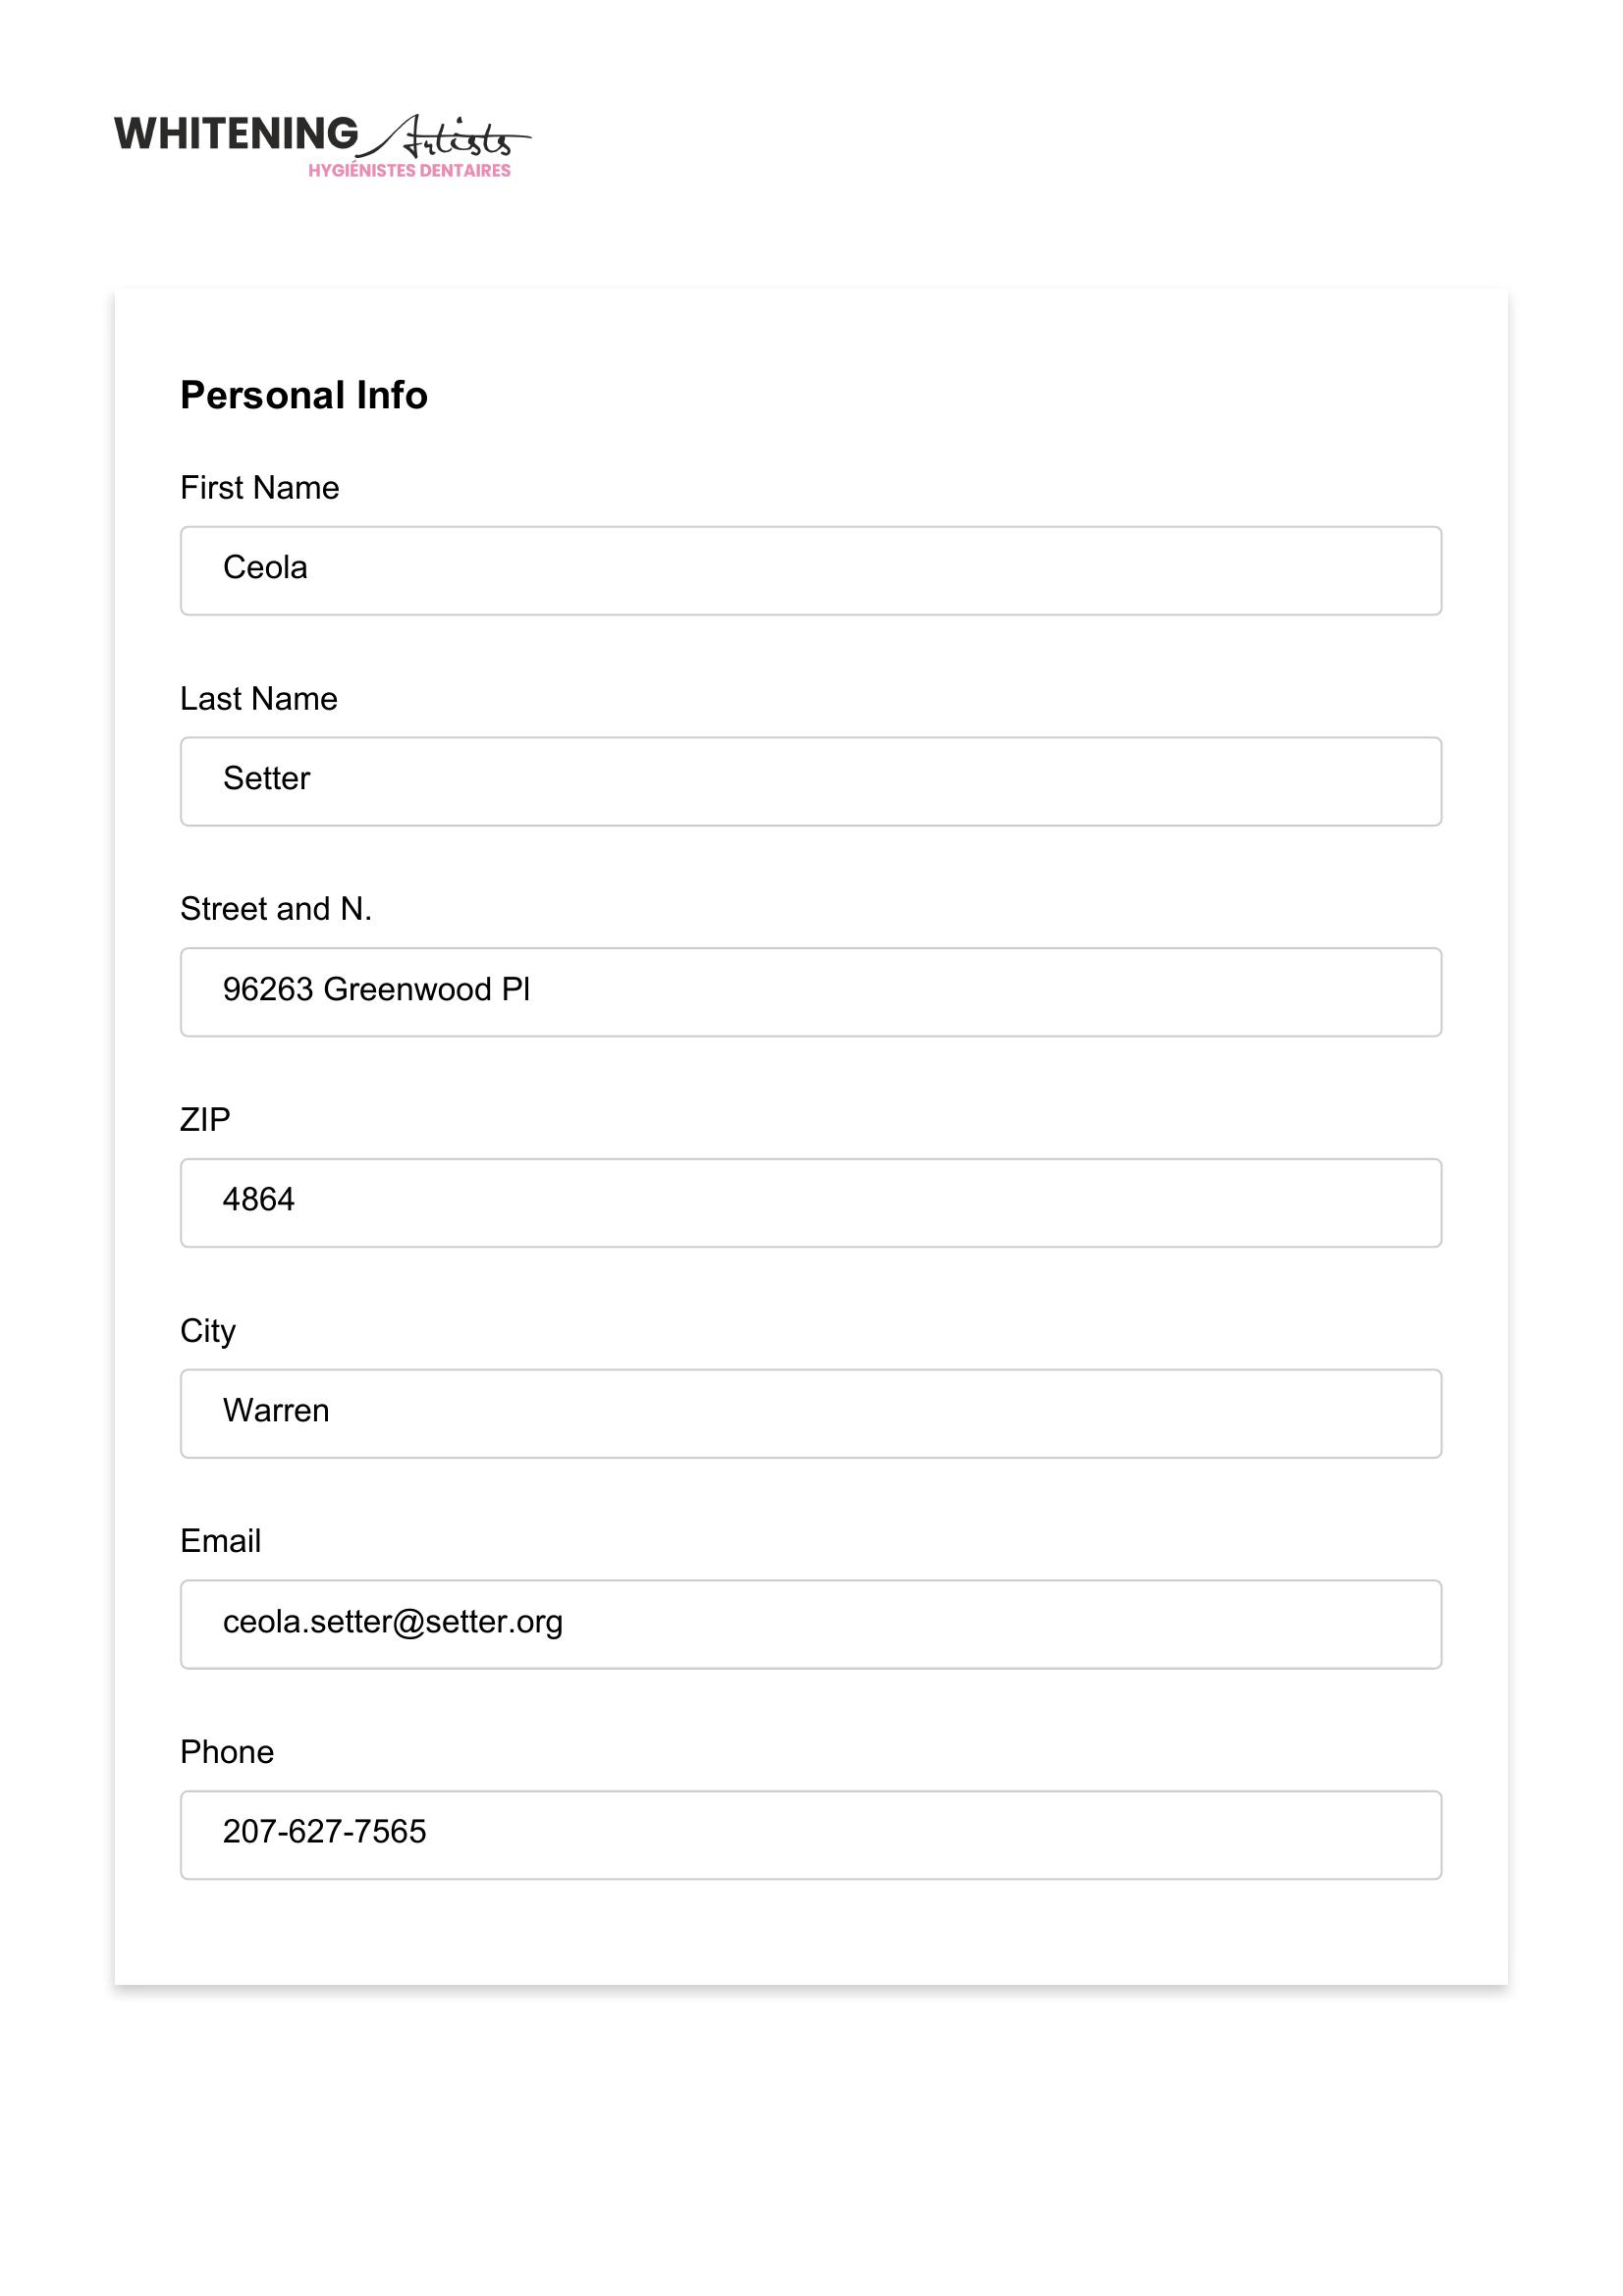 WHITENING Artists
HYGIÉNISTES DENTAIRES
Personal Info
First Name
Ceola
Last Name
Setter
Street and N.
96263 Greenwood Pl
ZIP
4864
City
Warren
Email
ceola.setter@setter.org
Phone
207-627-7565